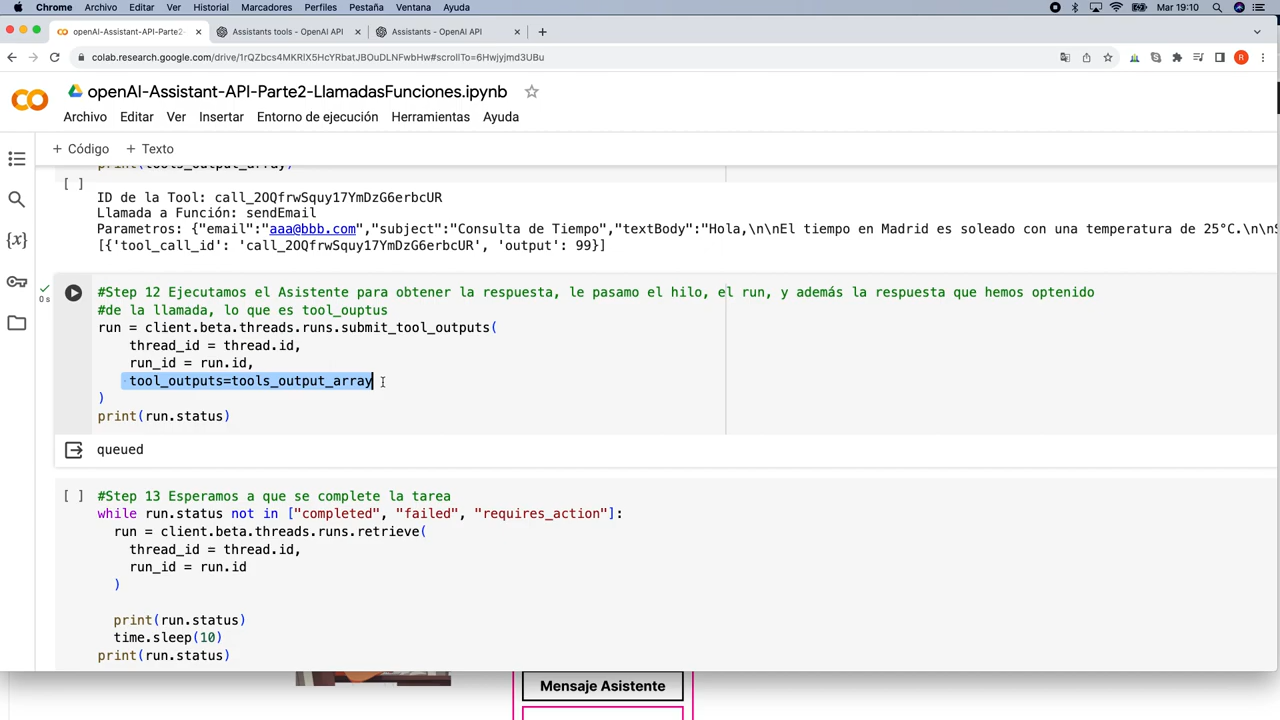 Chrome Archivo Editar Ver Historial Marcadores Perfiles Pestaña Ventana Ayuda Mar 19:10
openAI-Assistant-API-Parte2- Assistants tools - OpenAI API Assistants - OpenAI API
colab.research.google.com/drive/1rQZbcs4MKRlX5HcYRbatJBOuDLNFwbHw#scrollTo=6Hwjyjmd3UBu R
CO openAI-Assistant-API-Parte2-LlamadasFunciones.ipynb
Archivo Editar Ver Insertar Entorno de ejecución Herramientas Ayuda
+ Código + Texto
print(tools_output_array)
[ ]
ID de la Tool: call_2OQfrwSquy17YmDzG6erbcUR
Llamada a Función: sendEmail
Parametros: {"email":"aaa@bbb.com","subject":"Consulta de Tiempo","textBody":"Hola,\n\nEl tiempo en Madrid es soleado con una temperatura de 25°C.\n\nS
[{'tool_call_id': 'call_2OQfrwSquy17YmDzG6erbcUR', 'output': 99}]
#Step 12 Ejecutamos el Asistente para obtener la respuesta, le pasamo el hilo, el run, y además la respuesta que hemos optenido
0 s
#de la llamada, lo que es tool_ouptus
run = client.beta.threads.runs.submit_tool_outputs(
thread_id = thread.id,
run_id = run.id,
tool_outputs=tools_output_array
)
print(run.status)
queued
[ ] #Step 13 Esperamos a que se complete la tarea
while run.status not in ["completed", "failed", "requires_action"]:
run = client.beta.threads.runs.retrieve(
thread_id = thread.id,
run_id = run.id
)
print(run.status)
time.sleep(10)
print(run.status)
Mensaje Asistente